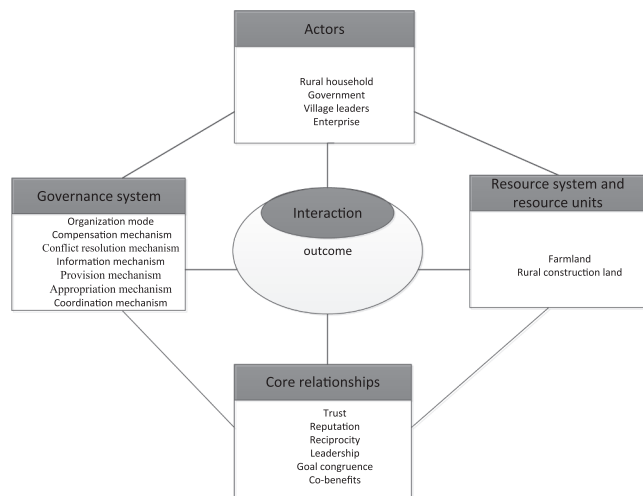 Actors
Rural household
Government
Village leaders
Enterprise
Governance system
Organization mode
Compensation mechanism
Conflict resolution mechanism
Information mechanism
Provision mechanism
Appropriation mechanism
Coordination mechanism
Interaction
outcome
Resource system and
resource units
Farmland
Rural construction land
Core relationships
Trust
Reputation
Reciprocity
Leadership
Goal congruence
Co-benefits